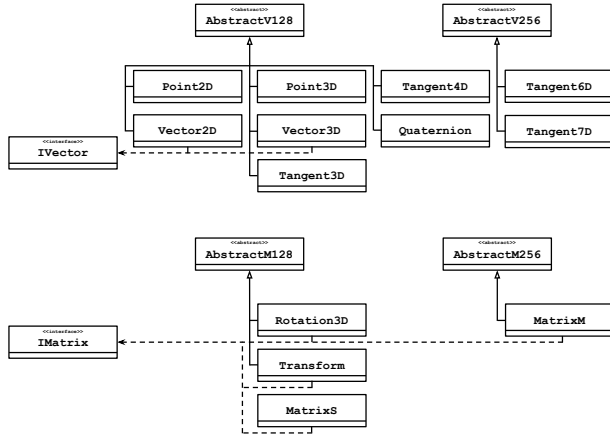 <<abstract>>
AbstractV128
<<abstract>>
AbstractV256
Point2D
Point3D
Tangent4D
Tangent6D
Vector2D
Vector3D
Quaternion
Tangent7D
<<interface>>
IVector
Tangent3D
<<abstract>>
AbstractM128
<<abstract>>
AbstractM256
Rotation3D
MatrixM
<<interface>>
IMatrix
Transform
MatrixS